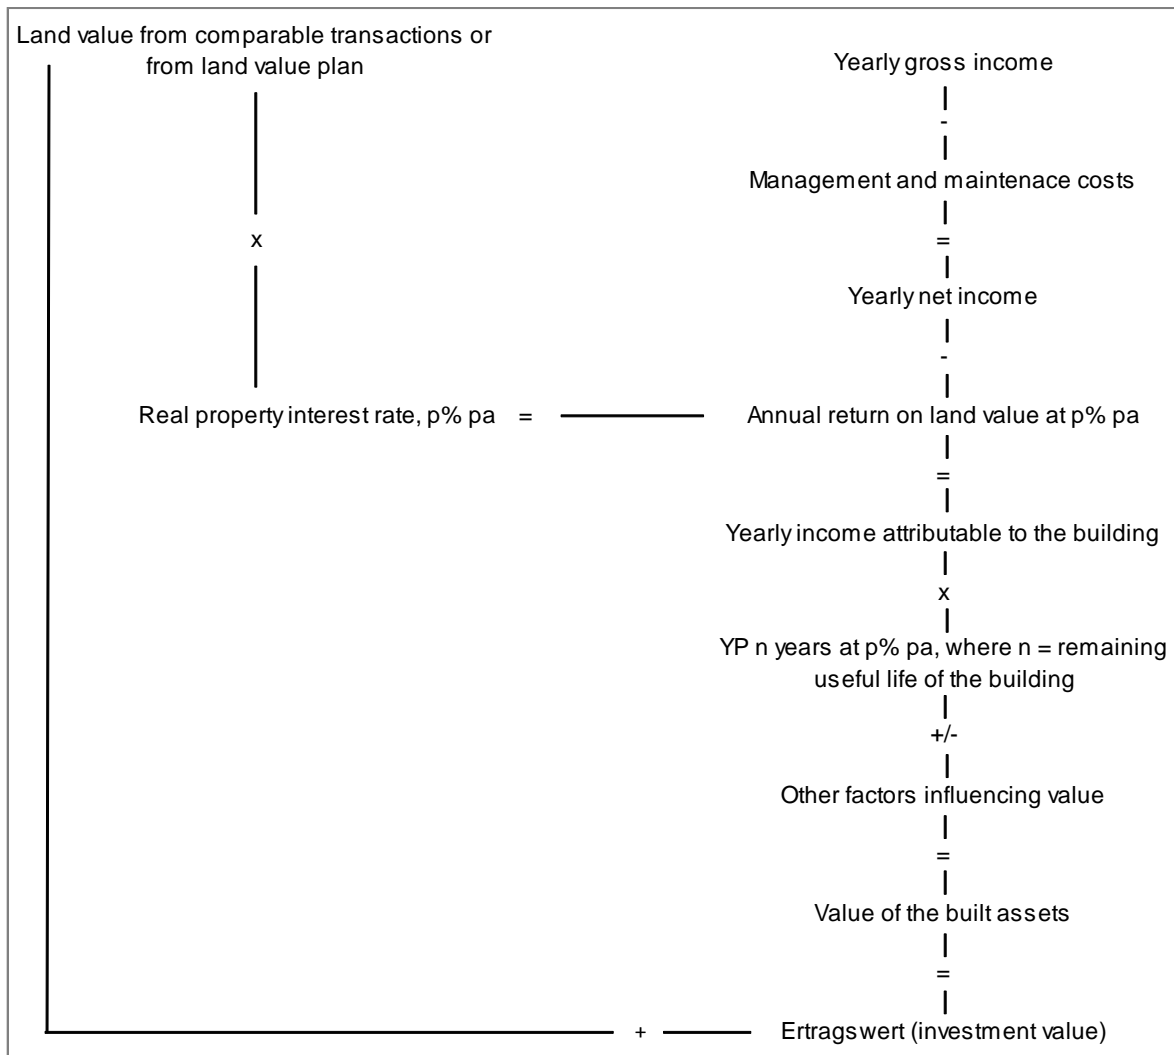 Land value from comparable transactions or
from land value plan
Yearly gross income
-
Management and maintenace costs
x
=
Yearly net income
-
Real property interest rate, p% pa =
Annual return on land value at p% pa
=
Yearly income attributable to the building
x
YP n years at p% pa, where n = remaining
useful life of the building
+/-
Other factors influencing value
=
Value of the built assets
=
+
Ertragswert (investment value)